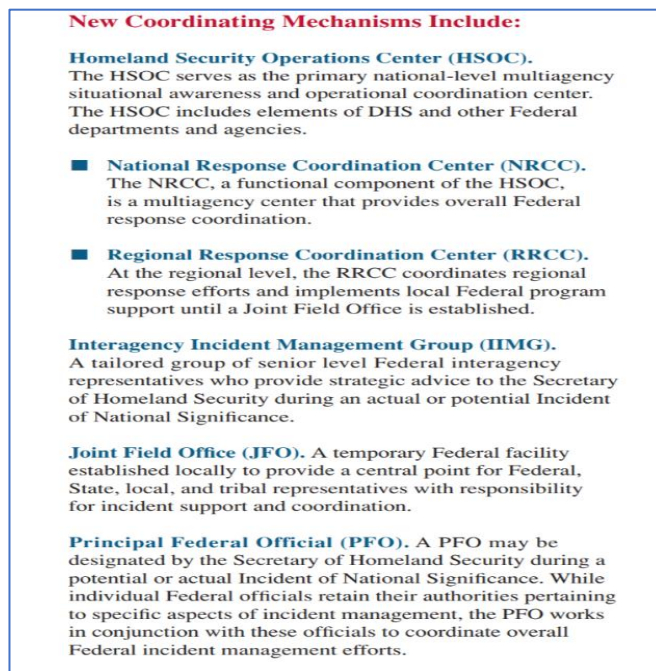 New Coordinating Mechanisms Include:
Homeland Security Operations Center (HSOC).
The HSOC serves as the primary national-level multiagency
situational awareness and operational coordination center.
The HSOC includes elements of DHS and other Federal
departments and agencies.
■ National Response Coordination Center (NRCC).
The NRCC, a functional component of the HSOC,
is a multiagency center that provides overall Federal
response coordination.
■ Regional Response Coordination Center (RRCC).
At the regional level, the RRCC coordinates regional
response efforts and implements local Federal program
support until a Joint Field Office is established.
Interagency Incident Management Group (IIMG).
A tailored group of senior level Federal interagency
representatives who provide strategic advice to the Secretary
of Homeland Security during an actual or potential Incident
of National Significance.
Joint Field Office (JFO). A temporary Federal facility
established locally to provide a central point for Federal,
State, local, and tribal representatives with responsibility
for incident support and coordination.
Principal Federal Official (PFO). A PFO may be
designated by the Secretary of Homeland Security during a
potential or actual Incident of National Significance. While
individual Federal officials retain their authorities pertaining
to specific aspects of incident management, the PFO works
in conjunction with these officials to coordinate overall
Federal incident management efforts.